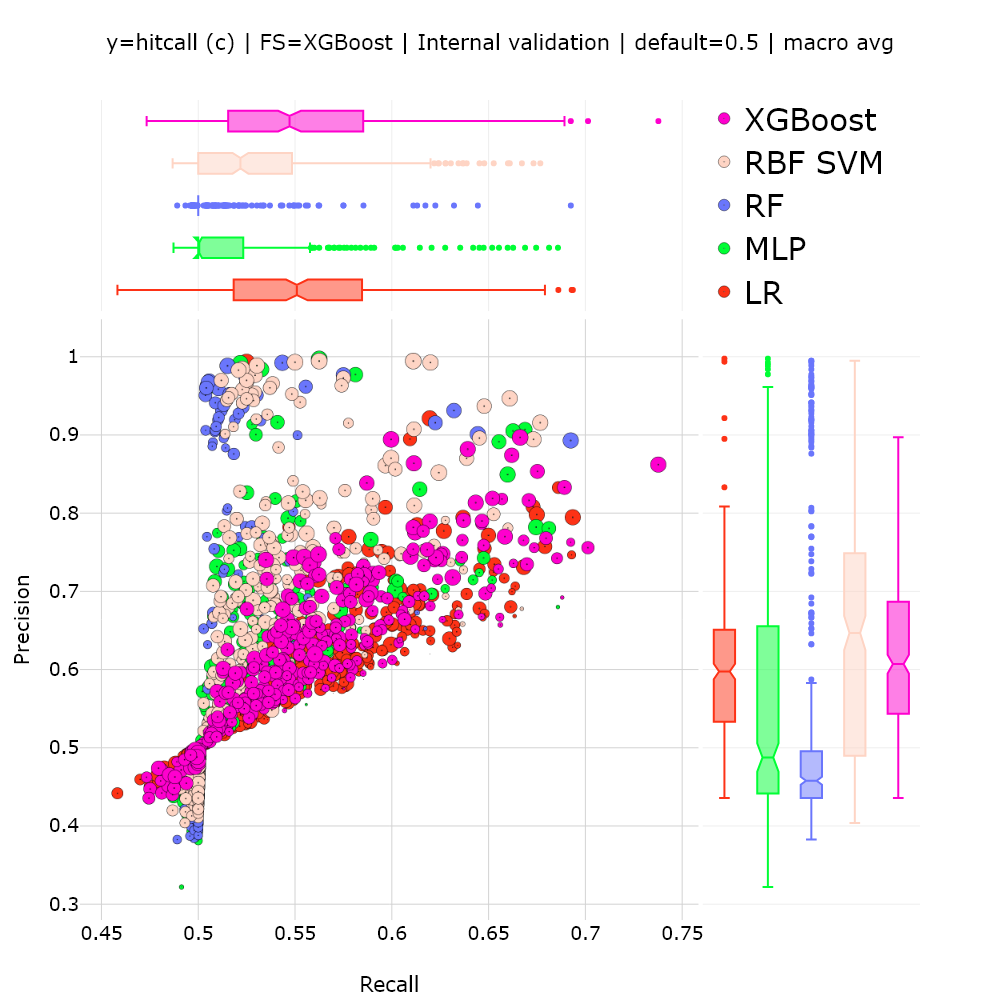 y=hitcall (c) | FS=XGBoost | Internal validation | default=0.5 | macro avg
XGBoost
RBF SVM
RF
MLP
LR
1
0.9
0.8
0.7
0.6
0.5
0.4
0.3
Precision
0.45
0.5
0.55
0.6
0.65
0.7
0.75
Recall